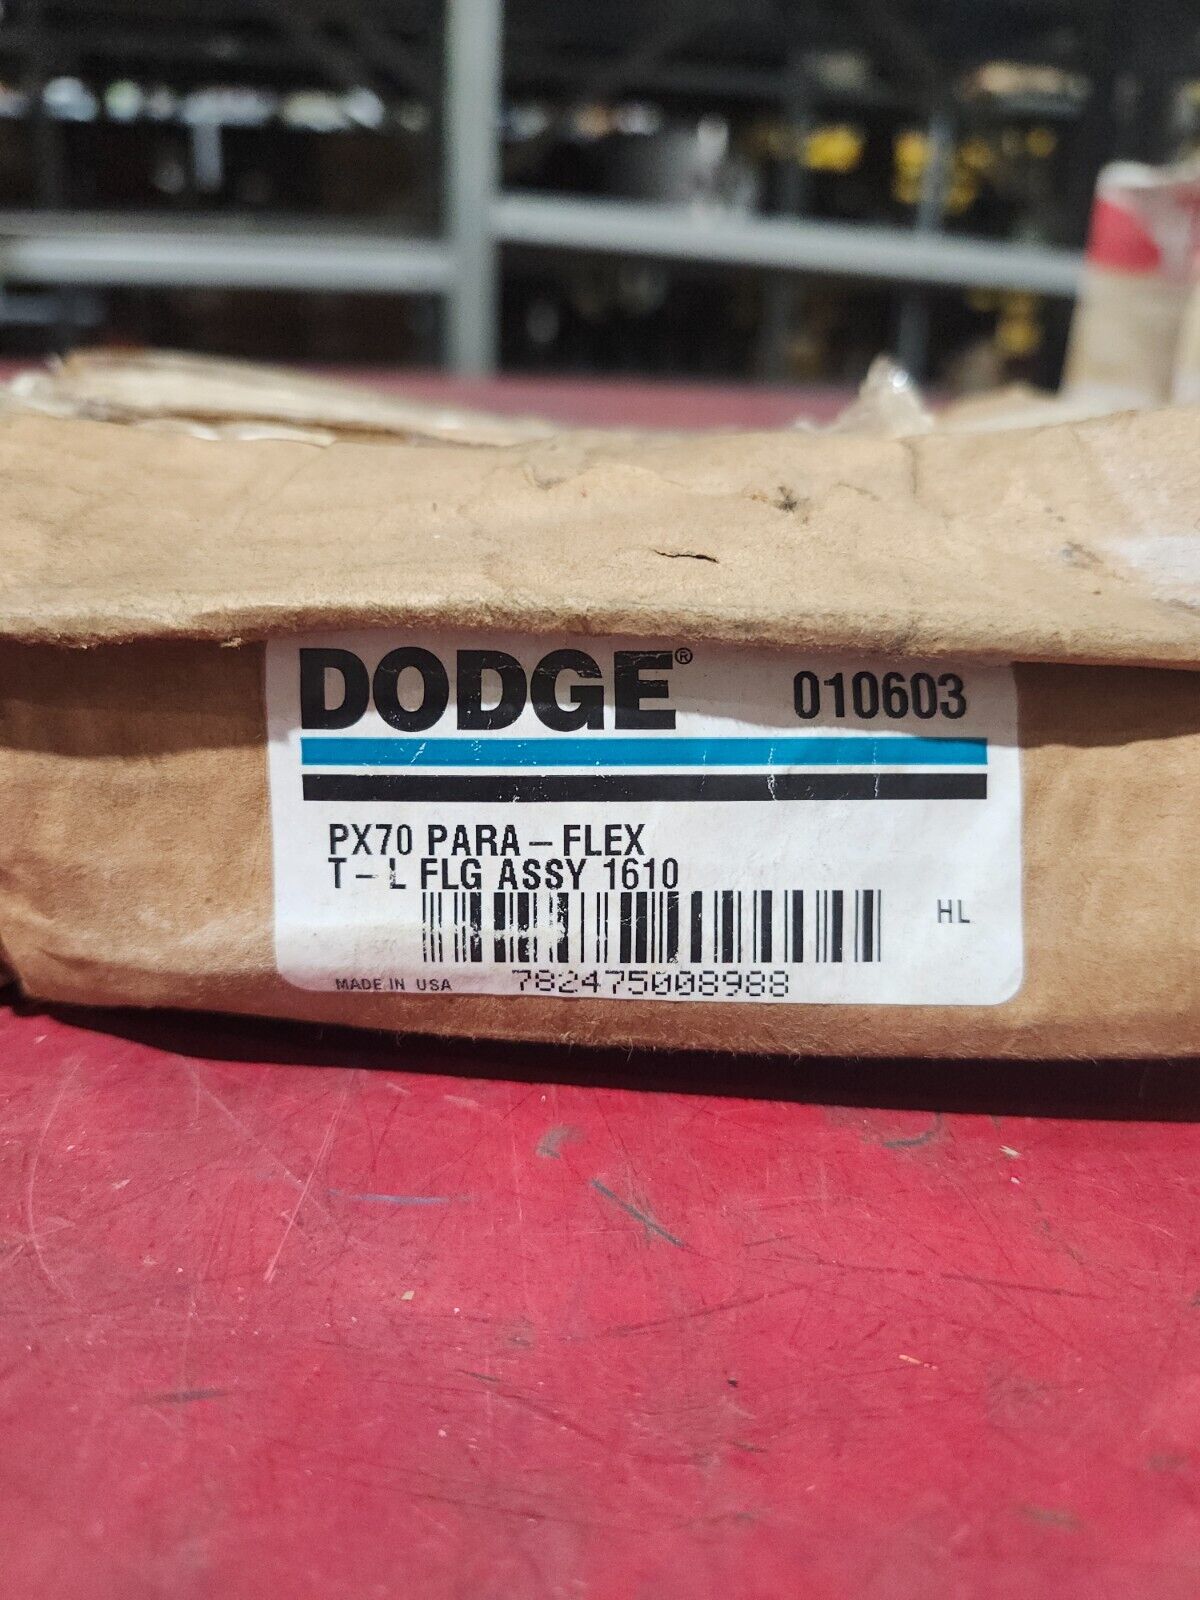 DODGE® 010603
PX70 PARA-FLEX
T-L FLG ASSY 1610
HL
MADE IN USA 782475008988